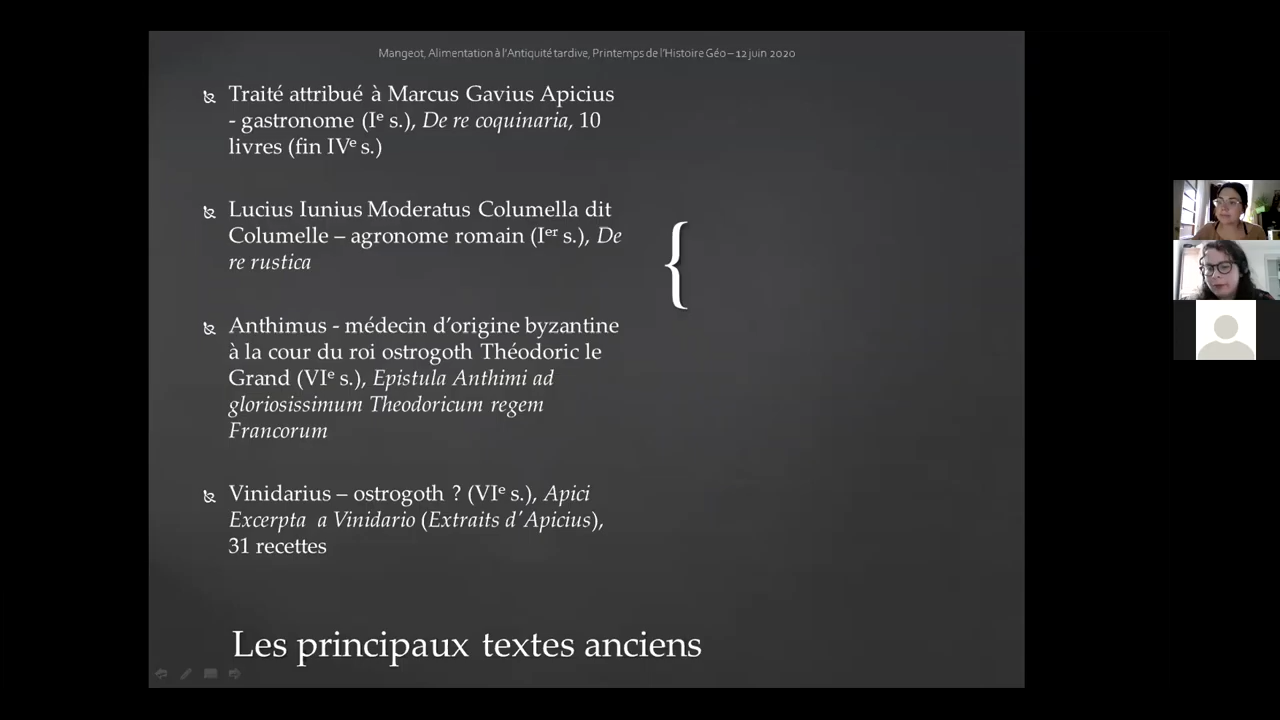 Mangeot, Alimentation à l'Antiquité tardive, Printemps de l'Histoire Géo – 12 juin 2020
Traité attribué à Marcus Gavius Apicius
- gastronome (Iᵉ s.), De re coquinaria, 10
livres (fin IVᵉ s.)
Lucius Iunius Moderatus Columella dit
Columelle – agronome romain (Iᵉʳ s.), De
re rustica
{
Anthimus - médecin d'origine byzantine
à la cour du roi ostrogoth Théodoric le
Grand (VIᵉ s.), Epistula Anthimi ad
gloriosissimum Theodoricum regem
Francorum
Vinidarius – ostrogoth ? (VIᵉ s.), Apici
Excerpta a Vinidario (Extraits d'Apicius),
31 recettes
Les principaux textes anciens